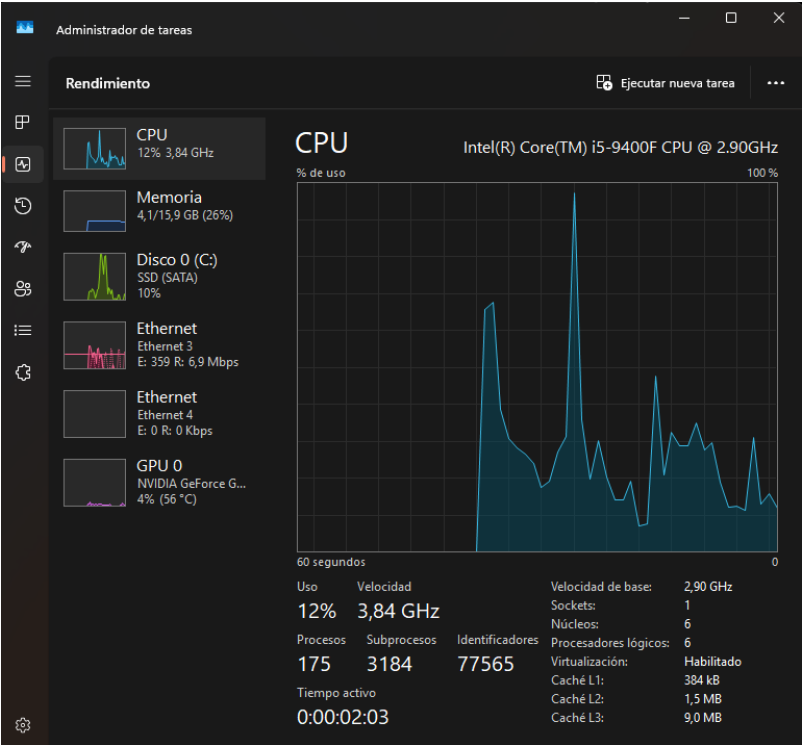 Administrador de tareas
Rendimiento
Ejecutar nueva tarea
CPU
12% 3,84 GHz
Memoria
4,1/15,9 GB (26%)
Disco 0 (C:)
SSD (SATA)
10%
Ethernet
Ethernet 3
E: 359 R: 6,9 Mbps
Ethernet
Ethernet 4
E: 0 R: 0 Kbps
GPU 0
NVIDIA GeForce G...
4% (56 °C)
CPU
Intel(R) Core(TM) i5-9400F CPU @ 2.90GHz
% de uso
100 %
60 segundos
0
Uso
Velocidad
12%
3,84 GHz
Procesos
Subprocesos
Identificadores
175
3184
77565
Tiempo activo
0:00:02:03
Velocidad de base: 2,90 GHz
Sockets: 1
Núcleos: 6
Procesadores lógicos: 6
Virtualización: Habilitado
Caché L1: 384 kB
Caché L2: 1,5 MB
Caché L3: 9,0 MB